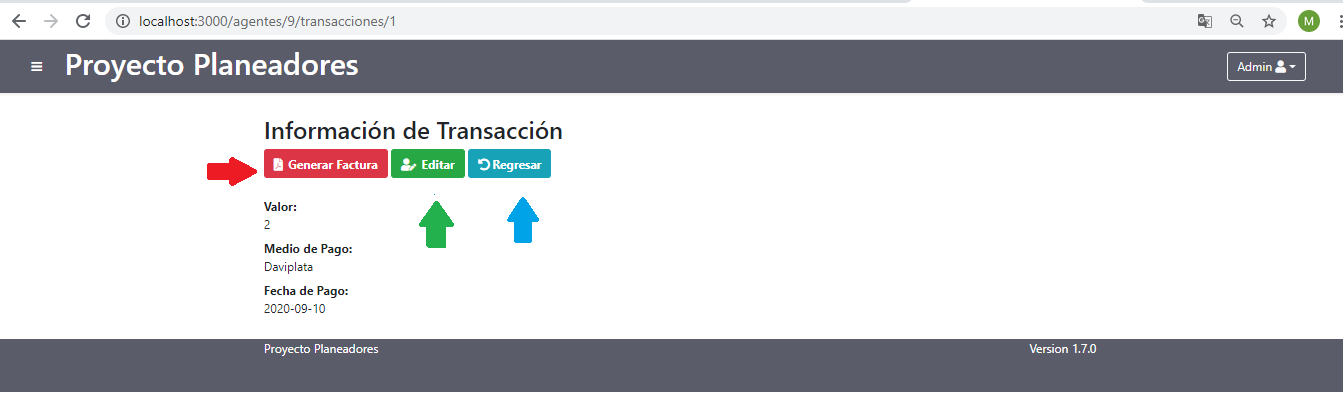 localhost:3000/agentes/9/transacciones/1
M
Proyecto Planeadores
Admin
Información de Transacción
Generar Factura Editar Regresar
Valor:
2
Medio de Pago:
Daviplata
Fecha de Pago:
2020-09-10
Proyecto Planeadores Version 1.7.0